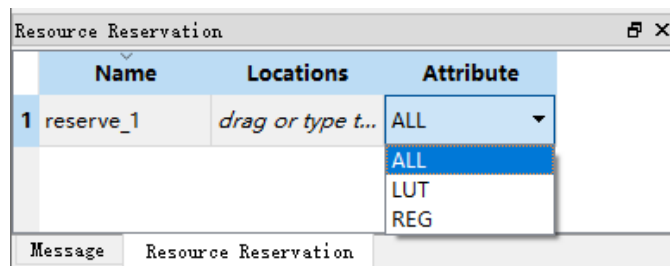 Resource Reservation
Name Locations Attribute
1 reserve_1 drag or type t... ALL
ALL
LUT
REG
Message Resource Reservation